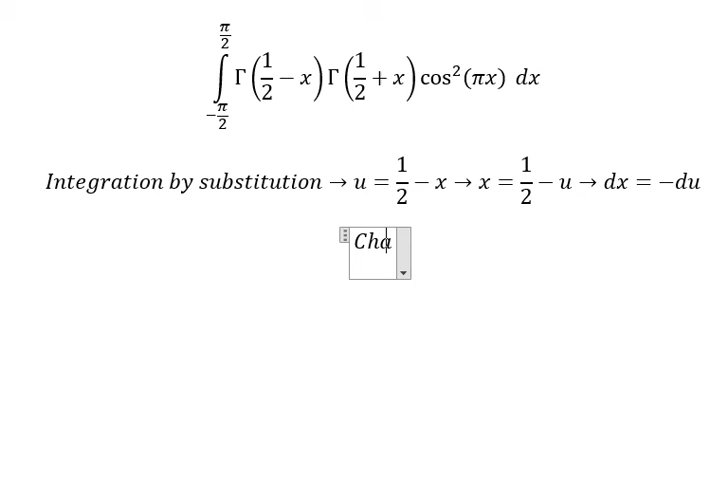 ∫_{-π/2}^{π/2} Γ(1/2 − x) Γ(1/2 + x) cos²(πx) dx
Integration by substitution → u = 1/2 − x → x = 1/2 − u → dx = −du
Cha